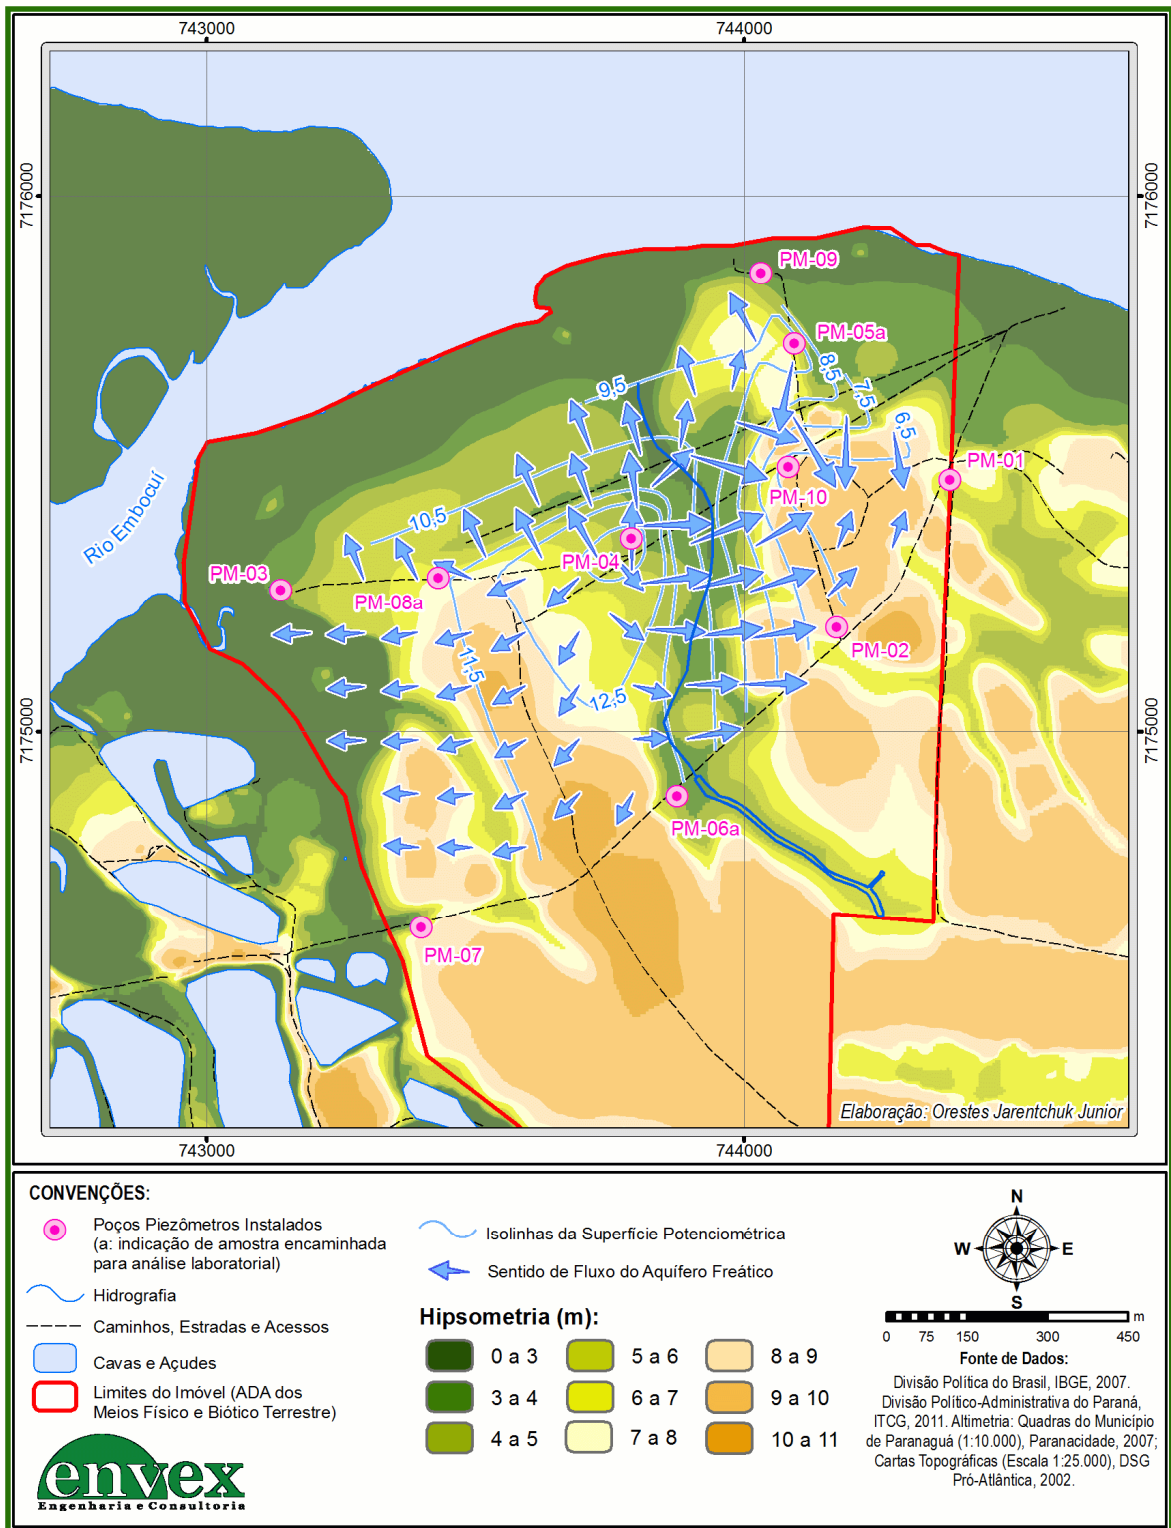 743000
744000
7176000
7176000
PM-09
PM-05a
8,5
9,5
7,5
6,5
PM-01
Rio Embocuí
PM-10
10,5
PM-04
PM-03
PM-08a
PM-02
11,5
12,5
7175000
7175000
PM-06a
PM-07
Elaboração: Orestes Jarentchuk Junior
743000
744000
CONVENÇÕES:
Poços Piezômetros Instalados
(a: indicação de amostra encaminhada
para análise laboratorial)
Hidrografia
Caminhos, Estradas e Acessos
Cavas e Açudes
Limites do Imóvel (ADA dos
Meios Físico e Biótico Terrestre)
envex
Engenharia e Consultoria
Isolinhas da Superfície Potenciométrica
Sentido de Fluxo do Aquífero Freático
Hipsometria (m):
0 a 3
5 a 6
8 a 9
3 a 4
6 a 7
9 a 10
4 a 5
7 a 8
10 a 11
N
W
E
S
m
0 75 150 300 450
Fonte de Dados:
Divisão Política do Brasil, IBGE, 2007.
Divisão Político-Administrativa do Paraná,
ITCG, 2011. Altimetria: Quadras do Município
de Paranaguá (1:10.000), Paranacidade, 2007;
Cartas Topográficas (Escala 1:25.000), DSG
Pró-Atlântica, 2002.